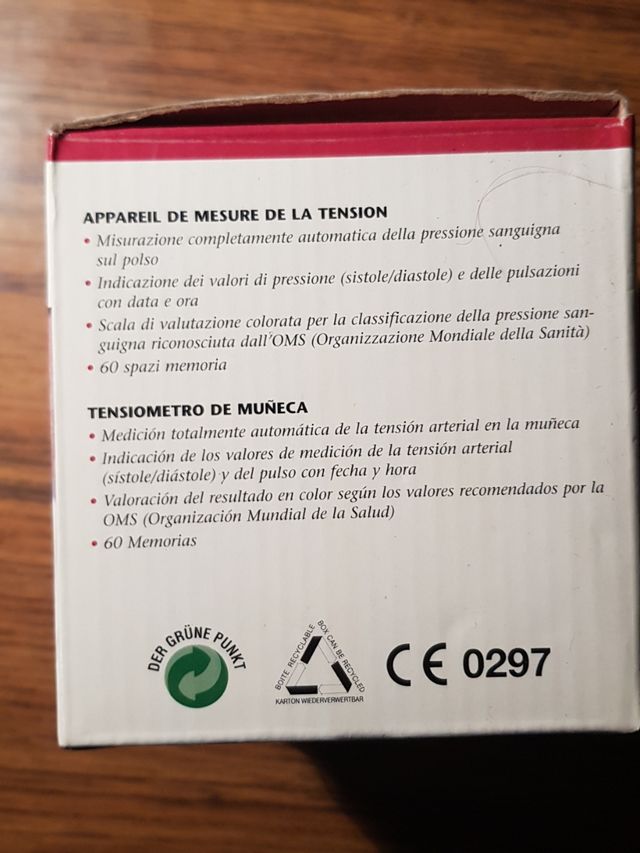 APPAREIL DE MESURE DE LA TENSION
• Misurazione completamente automatica della pressione sanguigna
sul polso
• Indicazione dei valori di pressione (sistole/diastole) e delle pulsazioni
con data e ora
• Scala di valutazione colorata per la classificazione della pressione san-
guigna riconosciuta dall'OMS (Organizzazione Mondiale della Sanità)
• 60 spazi memoria
TENSIOMETRO DE MUÑECA
• Medición totalmente automática de la tensión arterial en la muñeca
• Indicación de los valores de medición de la tensión arterial
(sístole/diástole) y del pulso con fecha y hora
• Valoración del resultado en color según los valores recomendados por la
OMS (Organización Mundial de la Salud)
• 60 Memorias
DER GRÜNE PUNKT
BOITE RECYCLABLE
BOX CAN BE RECYCLED
KARTON WIEDERVERWERTBAR
CE 0297